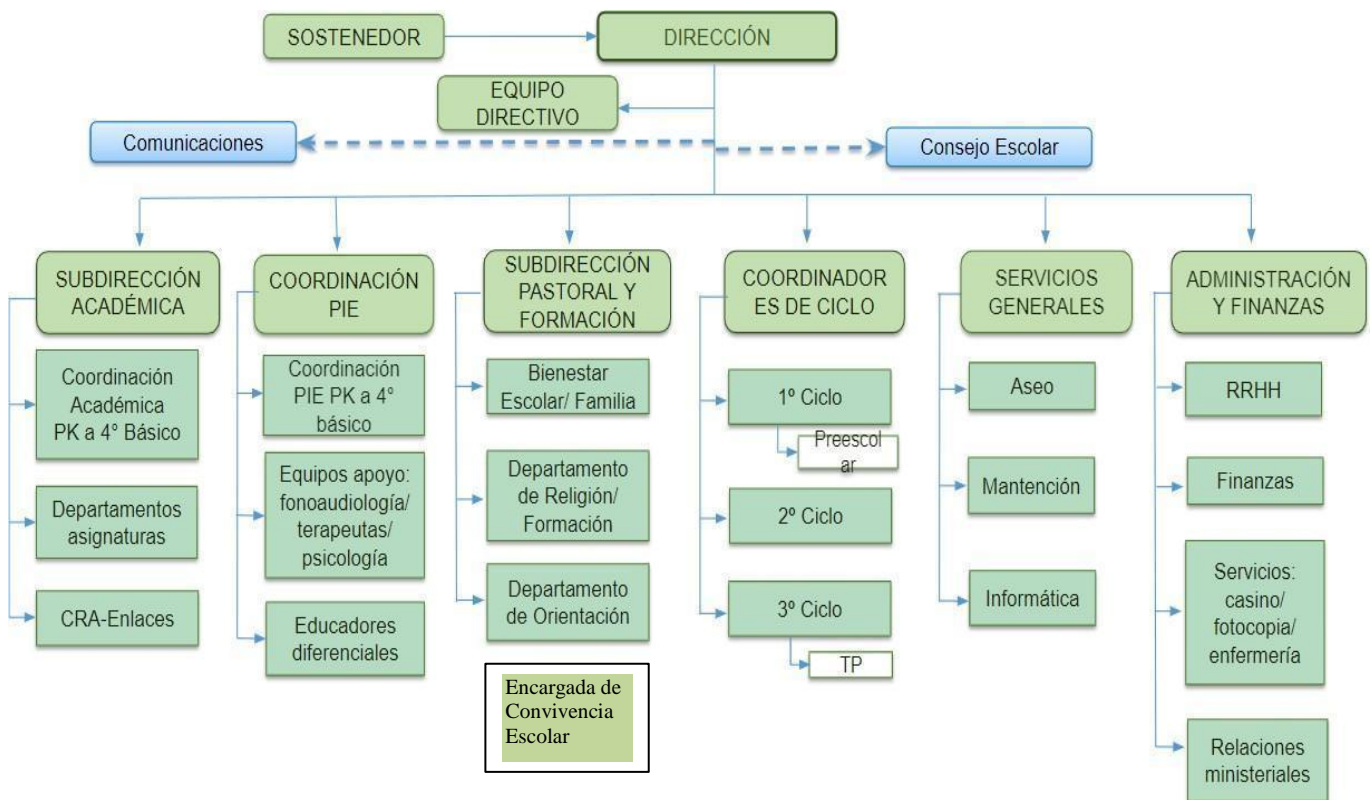 SOSTENEDOR
DIRECCIÓN
EQUIPO
DIRECTIVO
Comunicaciones
Consejo Escolar
SUBDIRECCIÓN
ACADÉMICA
Coordinación
Académica
PK a 4° Básico
Departamentos
asignaturas
CRA-Enlaces
COORDINACIÓN
PIE
Coordinación
PIE PK a 4°
básico
Equipos apoyo:
fonoaudiología/
terapeutas/
psicología
Educadores
diferenciales
SUBDIRECCIÓN
PASTORAL Y
FORMACIÓN
Bienestar
Escolar/ Familia
Departamento
de Religión/
Formación
Departamento
de Orientación
Encargada de
Convivencia
Escolar
COORDINADOR
ES DE CICLO
1º Ciclo
Preescol
ar
2º Ciclo
3º Ciclo
TP
SERVICIOS
GENERALES
Aseo
Mantención
Informática
ADMINISTRACIÓN
Y FINANZAS
RRHH
Finanzas
Servicios:
casino/
fotocopia/
enfermería
Relaciones
ministeriales